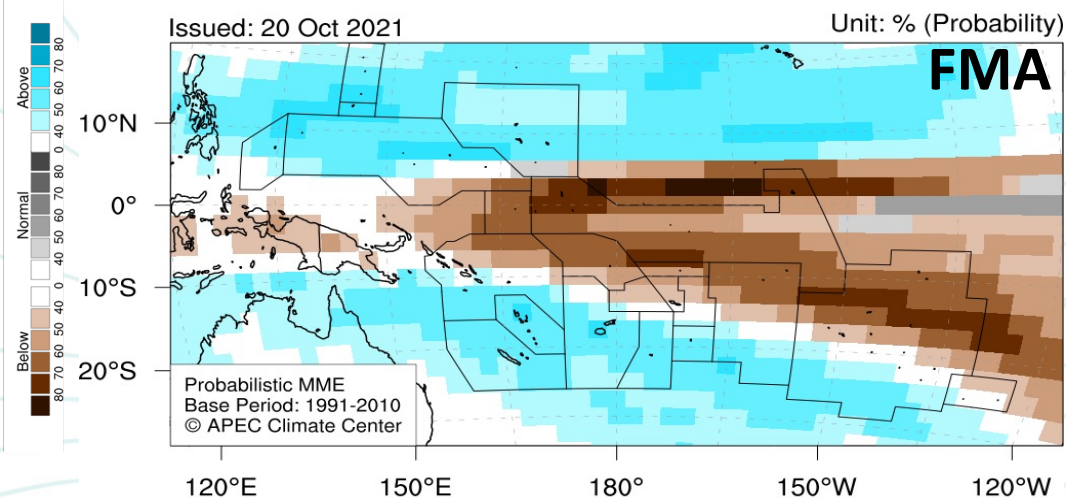 Issued: 20 Oct 2021
Unit: % (Probability)
FMA
Above
80
70
60
50
40
0
Normal
80
70
60
50
40
0
Below
40
50
60
70
80
10°N
0°
10°S
20°S
Probabilistic MME
Base Period: 1991-2010
© APEC Climate Center
120°E
150°E
180°
150°W
120°W